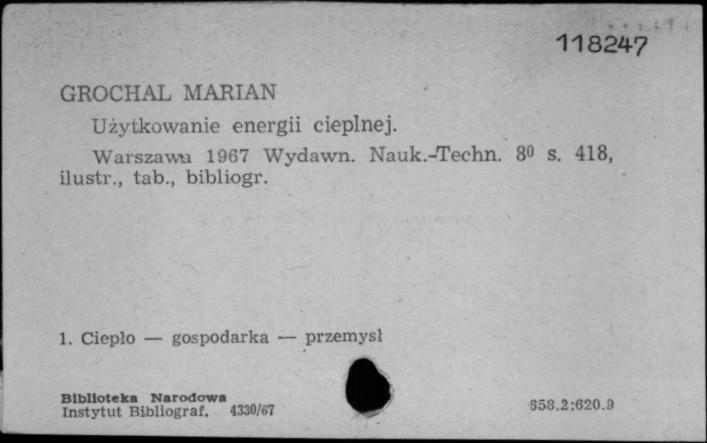 118247
GROCHAL MARIAN
Użytkowanie energii cieplnej.
Warszawa 1967 Wydawn. Nauk.-Techn. 8⁰ s. 418,
ilustr., tab., bibliogr.
1. Ciepło — gospodarka — przemysł
Biblioteka Narodowa
Instytut Bibliograf. 4330/67
658.2:620.9